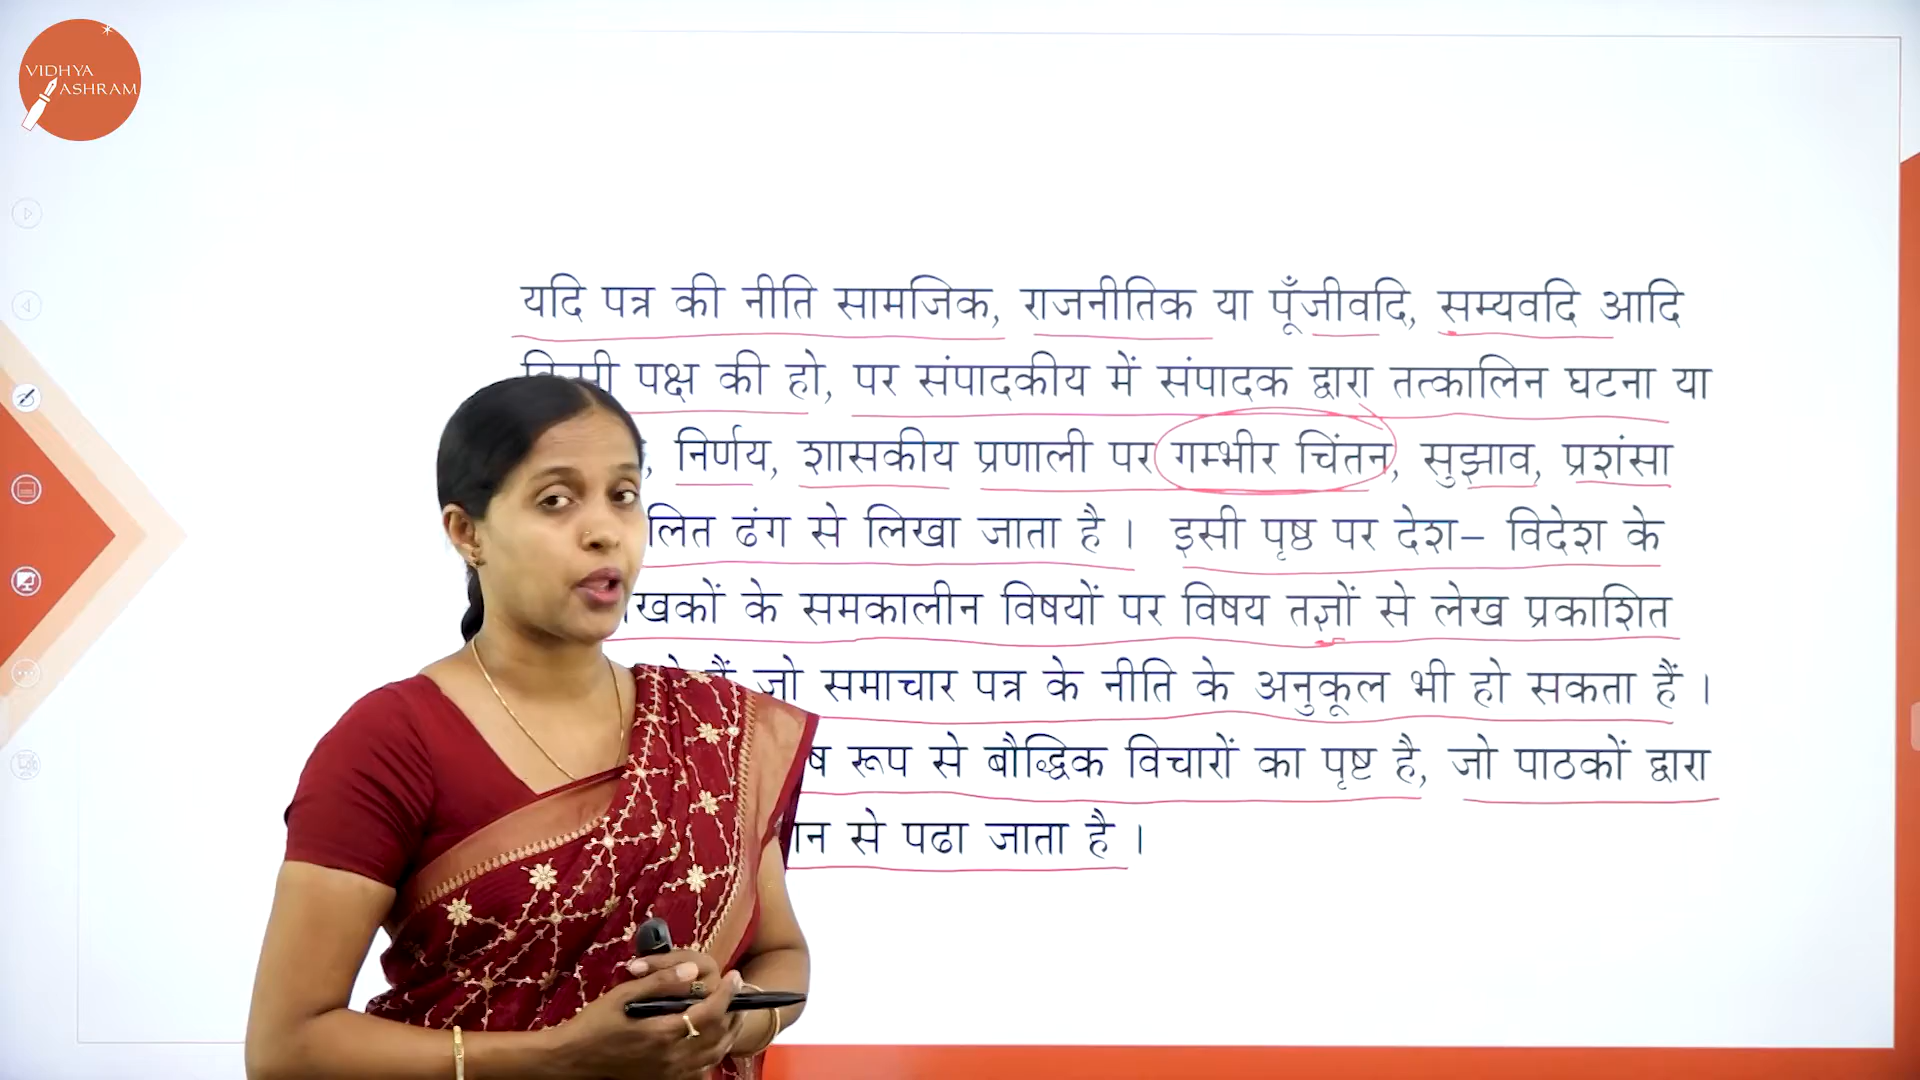 VIDHYA
ASHRAM
यदि पत्र की नीति सामजिक, राजनीतिक या पूँजीवदि, सम्यवदि आदि
पक्ष की हो, पर संपादकीय में संपादक द्वारा तत्कालिन घटना या
निर्णय, शासकीय प्रणाली पर गम्भीर चिंतन, सुझाव, प्रशंसा
लित ढंग से लिखा जाता है । इसी पृष्ठ पर देश– विदेश के
खकों के समकालीन विषयों पर विषय तज्ञों से लेख प्रकाशित
जो समाचार पत्र के नीति के अनुकूल भी हो सकता हैं ।
ष रूप से बौद्धिक विचारों का पृष्ट है, जो पाठकों द्वारा
न से पढा जाता है ।